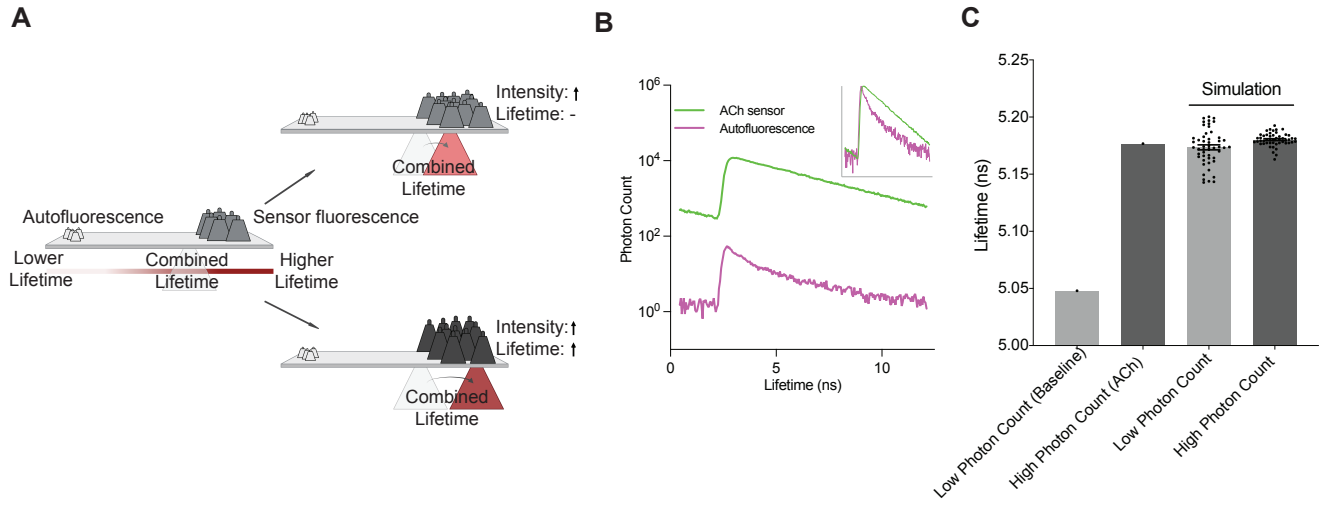 A
Intensity: ↑
Lifetime: -
Combined
Lifetime
Autofluorescence
Sensor fluorescence
Lower
Lifetime
Combined
Lifetime
Higher
Lifetime
Intensity: ↑
Lifetime: ↑
Combined
Lifetime
B
10⁶
10⁴
10²
10⁰
Photon Count
ACh sensor
Autofluorescence
0
5
10
Lifetime (ns)
C
5.25
5.20
5.15
5.10
5.05
5.00
Lifetime (ns)
Simulation
Low Photon Count (Baseline)
High Photon Count (ACh)
Low Photon Count
High Photon Count